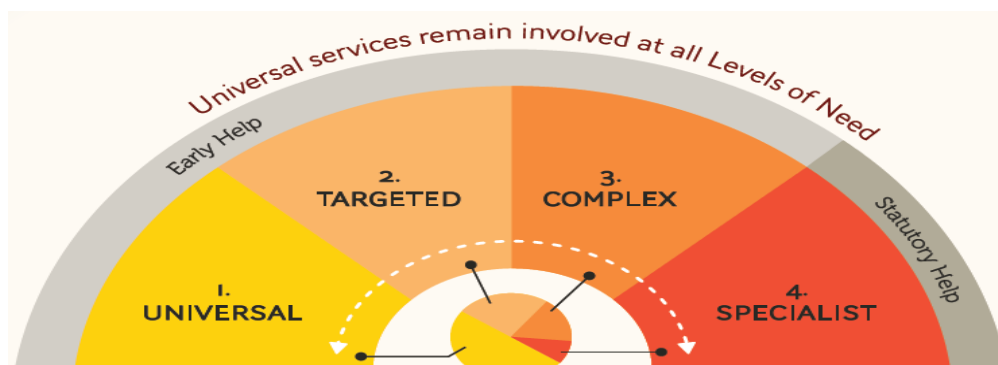 Universal services remain involved at all Levels of Need
Early Help
2.
TARGETED
3.
COMPLEX
Statutory Help
1.
UNIVERSAL
4.
SPECIALIST